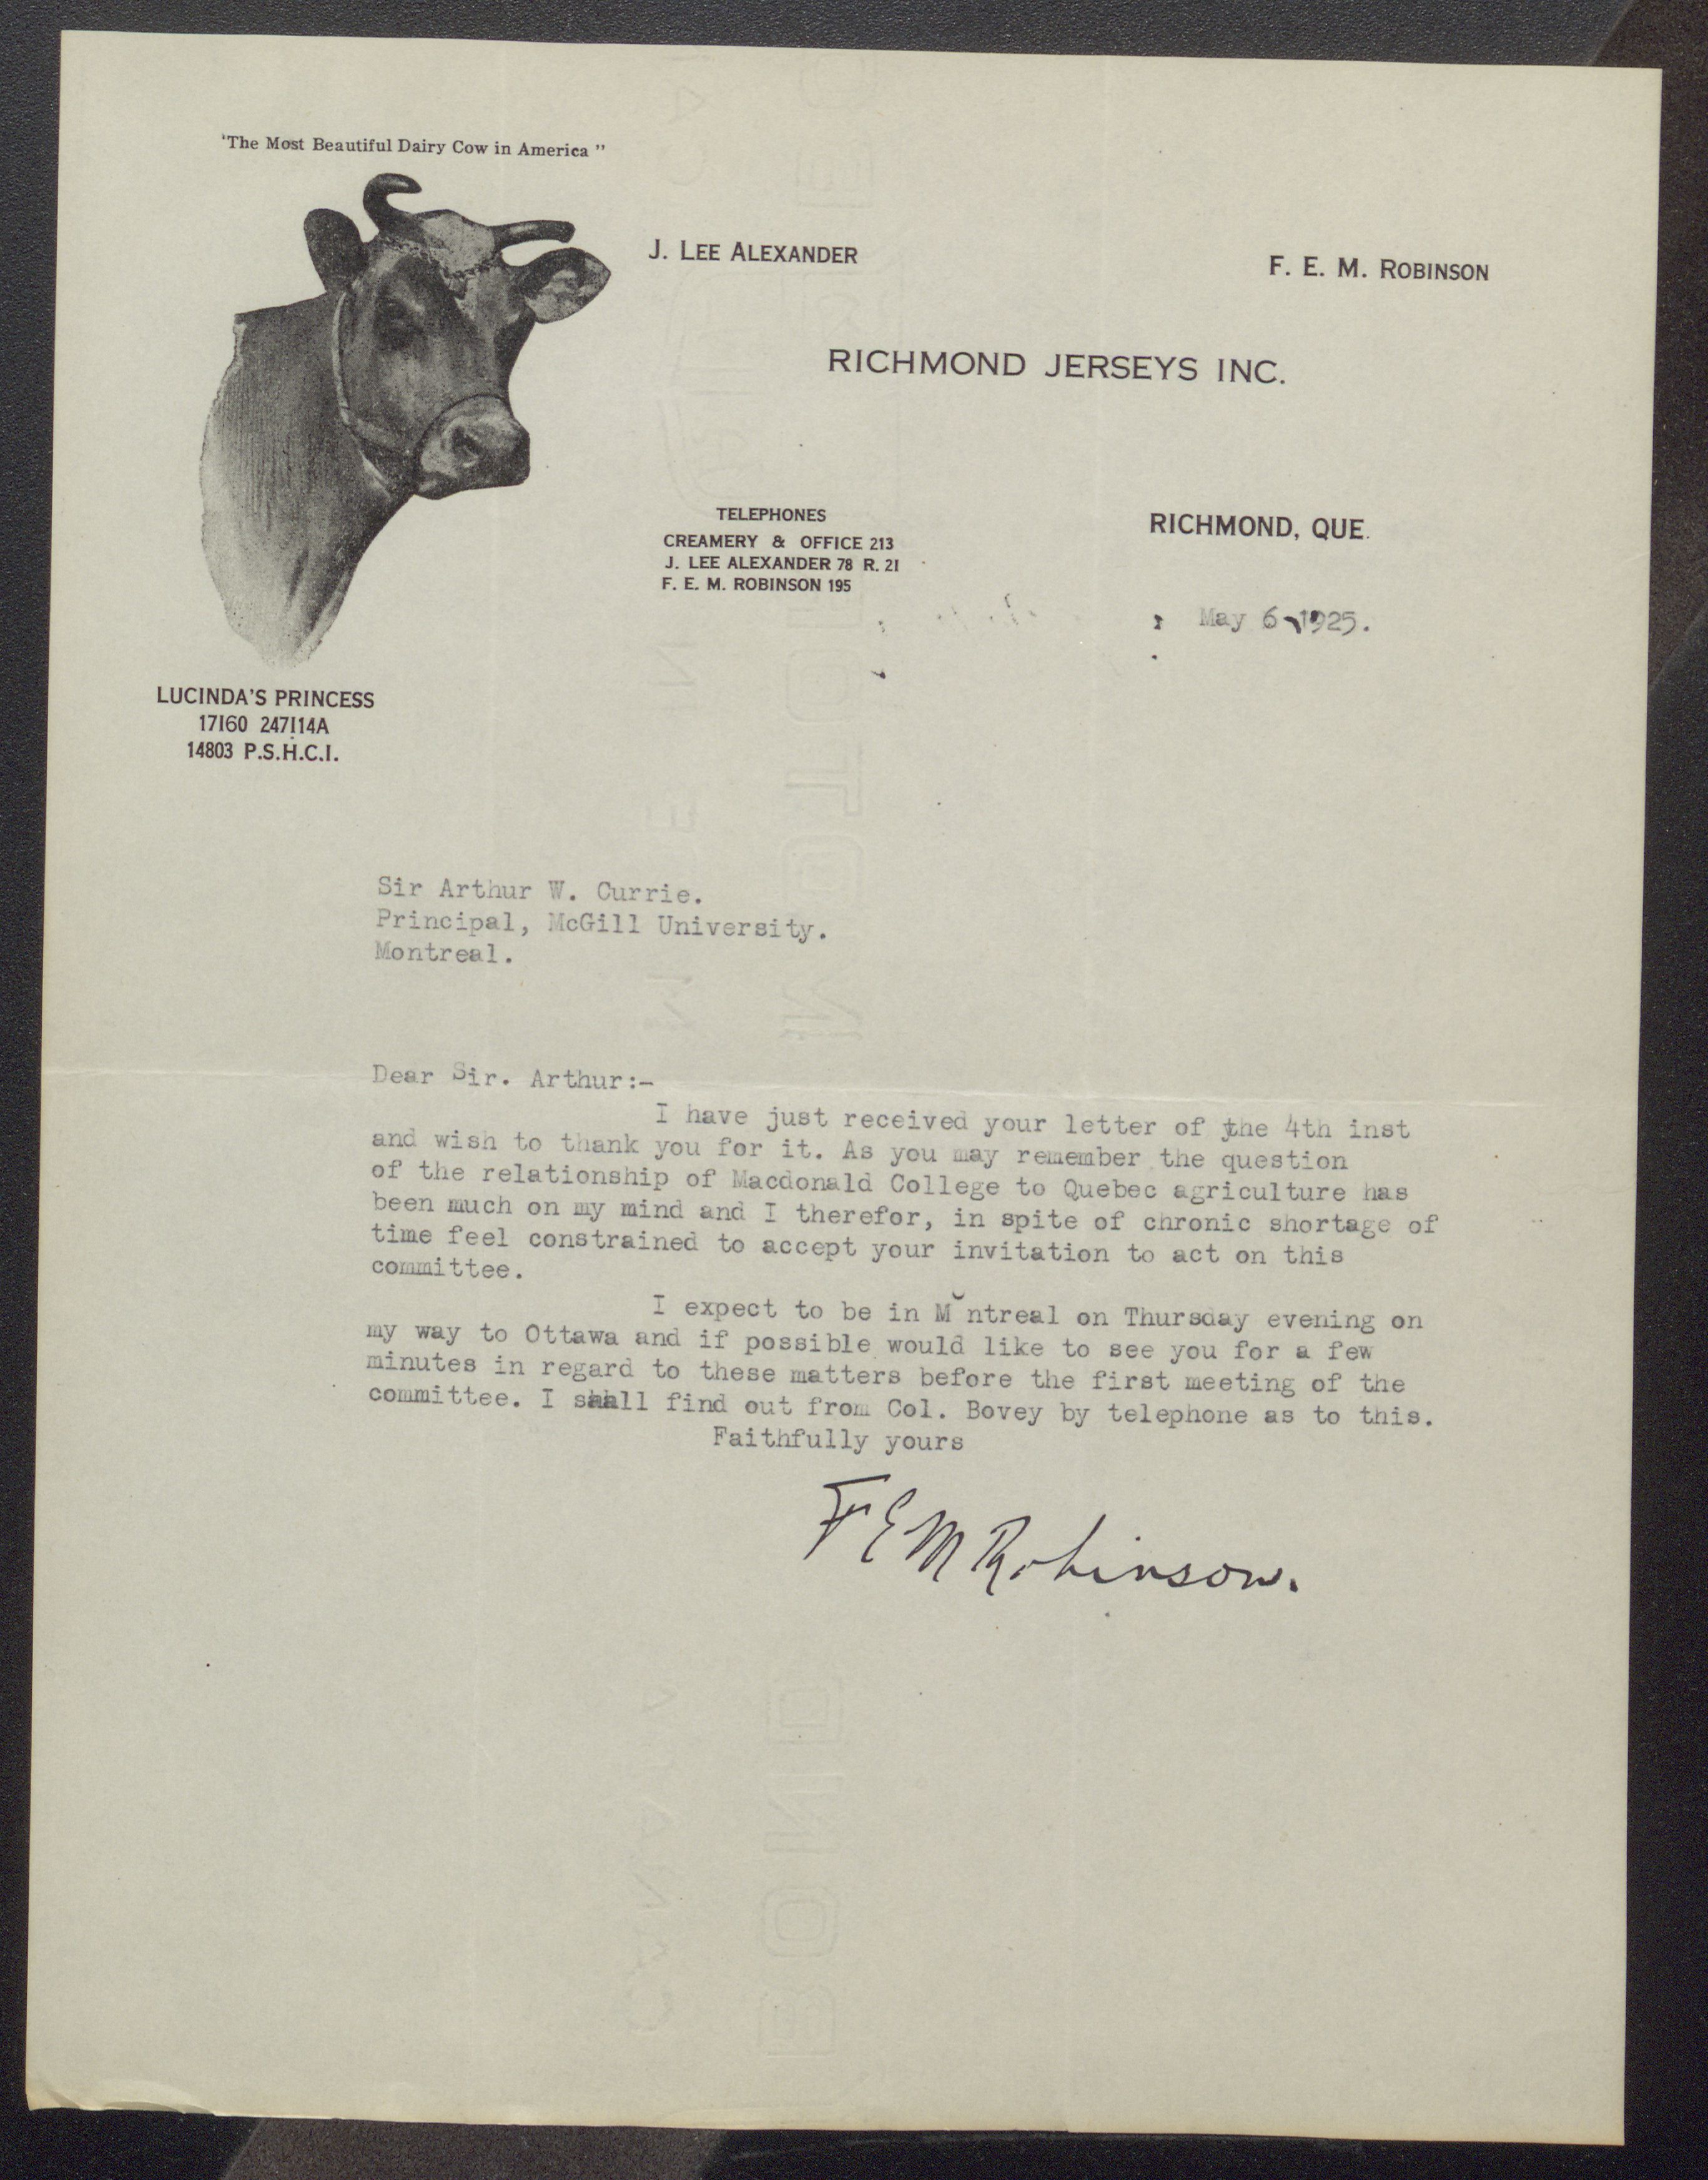 'The Most Beautiful Dairy Cow in America"
J. LEE ALEXANDER
F. E. M. ROBINSON
RICHMOND JERSEYS INC.
TELEPHONES
CREAMERY & OFFICE 213
J. LEE ALEXANDER 78 R. 21
F. E. M. ROBINSON 195
RICHMOND, QUE.
May 6, 1925.
LUCINDA'S PRINCESS
17160 247114A
14803 P.S.H.C.I.
Sir Arthur W. Currie.
Principal, McGill University.
Montreal.
Dear Sir. Arthur:-
I have just received your letter of the 4th inst
and wish to thank you for it. As you may remember the question
of the relationship of Macdonald College to Quebec agriculture has
been much on my mind and I therefor, in spite of chronic shortage of
time feel constrained to accept your invitation to act on this
committee.
I expect to be in M ntreal on Thursday evening on
my way to Ottawa and if possible would like to see you for a few
minutes in regard to these matters before the first meeting of the
committee. I shall find out from Col. Bovey by telephone as to this.
Faithfully yours
F E M Robinson.